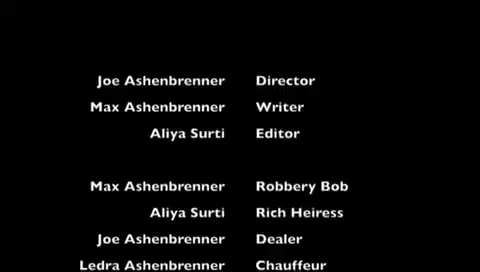 Joe Ashenbrenner Director
Max Ashenbrenner Writer
Aliya Surti Editor
Max Ashenbrenner Robbery Bob
Aliya Surti Rich Heiress
Joe Ashenbrenner Dealer
Ledra Ashenbrenner Chauffeur